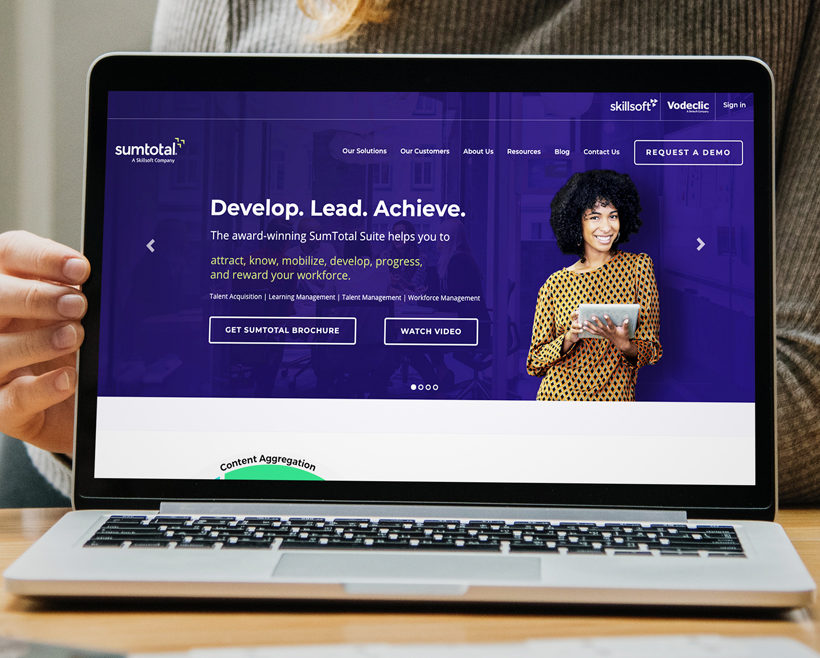 skillsoft
Vodeclic
Sign in
sumtotal
A Skillsoft Company
Our Solutions
Our Customers
About Us
Resources
Blog
Contact Us
REQUEST A DEMO
Develop. Lead. Achieve.
The award-winning SumTotal Suite helps you to
attract, know, mobilize, develop, progress,
and reward your workforce.
Talent Acquisition | Learning Management | Talent Management | Workforce Management
GET SUMTOTAL BROCHURE
WATCH VIDEO
Content Aggregation